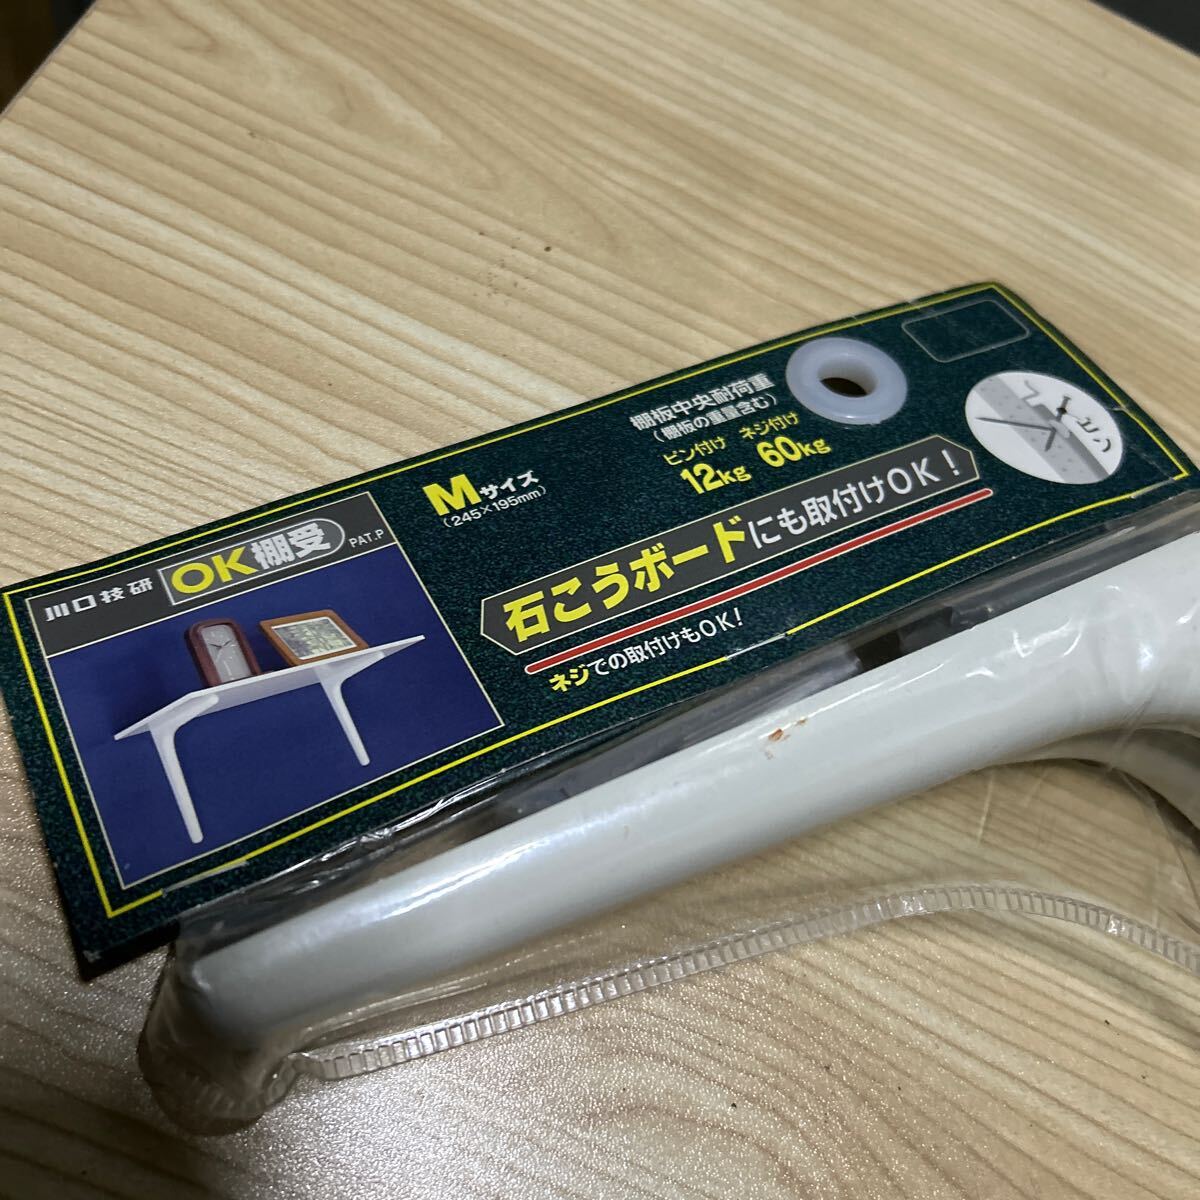 川口技研 OK棚受 PAT.P
Mサイズ
(245×195mm)
棚板中央耐荷重
(棚板の重量含む)
ピン付け ネジ付け
12kg 60kg
石こうボードにも取付けOK!
ネジでの取付けもOK!